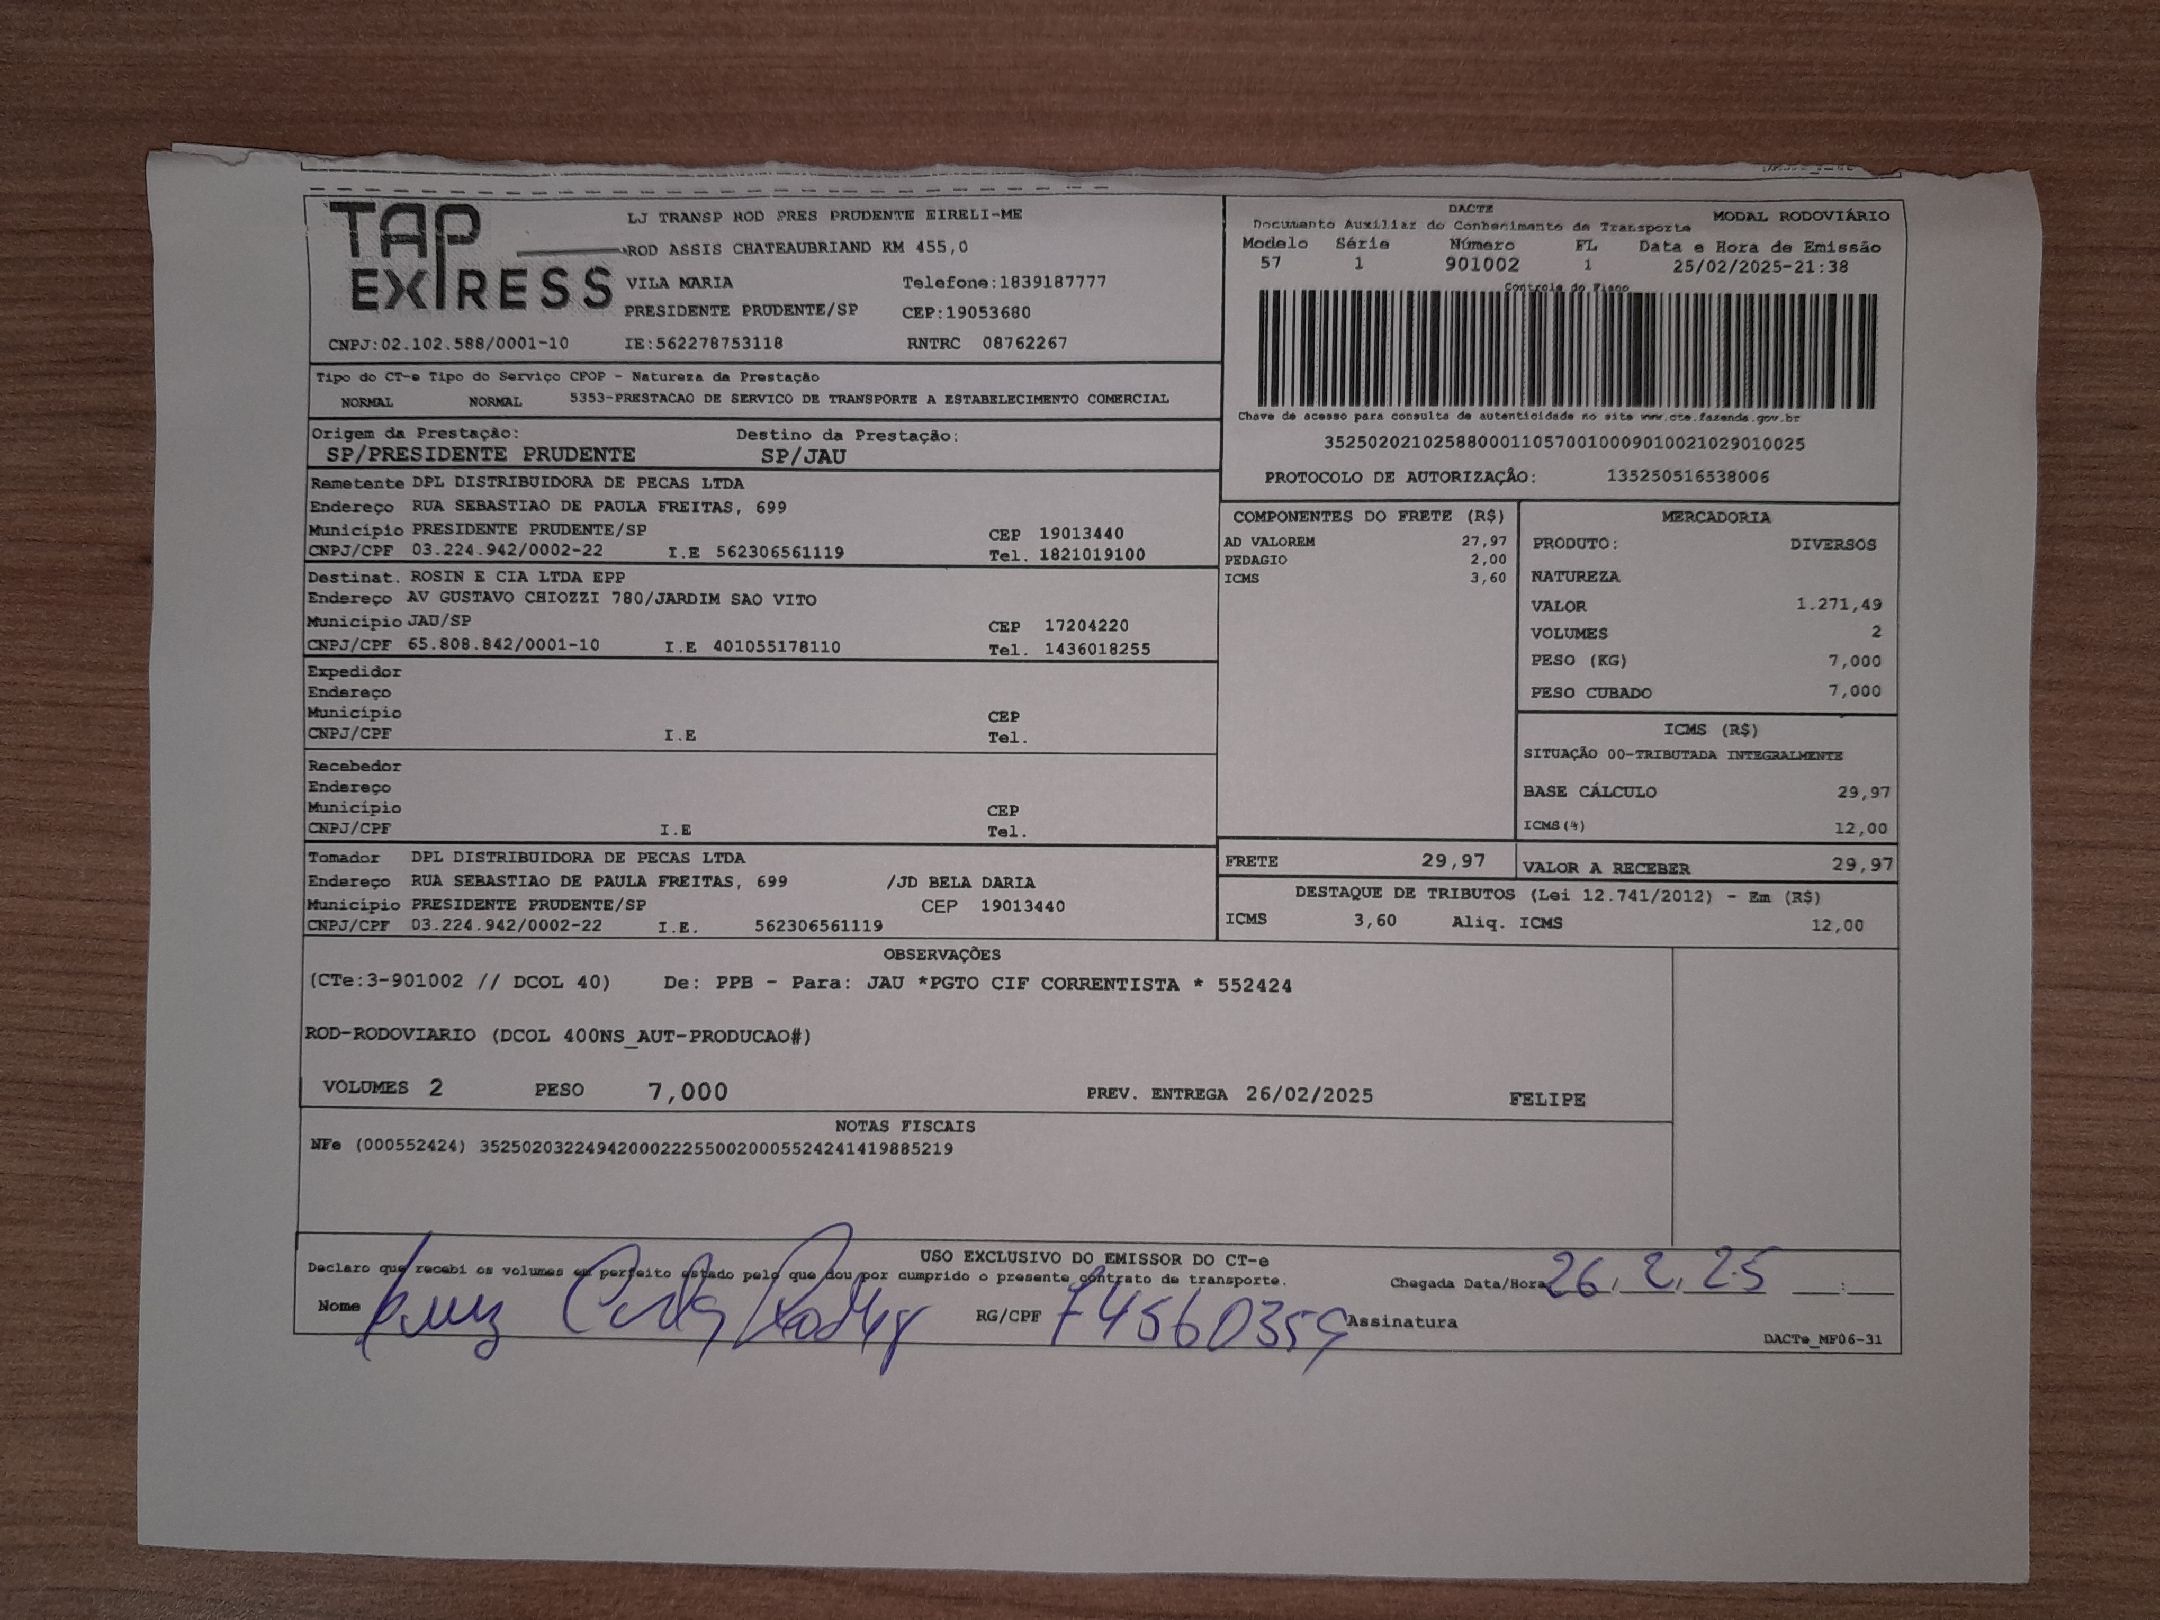 TAP EXPRESS
LJ TRANSP ROD PRES PRUDENTE EIRELI-ME
ROD ASSIS CHATEAUBRIAND KM 455,0
VILA MARIA Telefone:1839187777
PRESIDENTE PRUDENTE/SP CEP:19053680
CNPJ:02.102.588/0001-10 IE:562278753118 RNTRC 08762267
DACTE
Documento Auxiliar do Conhecimento de Transporte MODAL RODOVIÁRIO
Modelo Série Número FL Data e Hora de Emissão
57 1 901002 1 25/02/2025-21:38
Controle do Fisco
Chave de acesso para consulta de autenticidade no site www.cte.fazenda.gov.br
35250202102588000110570010009010021029010025
PROTOCOLO DE AUTORIZAÇÃO: 135250516538006
Tipo do CT-e Tipo do Serviço CFOP - Natureza da Prestação
NORMAL NORMAL 5353-PRESTACAO DE SERVICO DE TRANSPORTE A ESTABELECIMENTO COMERCIAL
Origem da Prestação: Destino da Prestação:
SP/PRESIDENTE PRUDENTE SP/JAU
Remetente DPL DISTRIBUIDORA DE PECAS LTDA
Endereço RUA SEBASTIAO DE PAULA FREITAS, 699
Município PRESIDENTE PRUDENTE/SP CEP 19013440
CNPJ/CPF 03.224.942/0002-22 I.E 562306561119 Tel. 1821019100
Destinat. ROSIN E CIA LTDA EPP
Endereço AV GUSTAVO CHIOZZI 780/JARDIM SAO VITO
Município JAU/SP CEP 17204220
CNPJ/CPF 65.808.842/0001-10 I.E 401055178110 Tel. 1436018255
Expedidor
Endereço
Município CEP
CNPJ/CPF I.E Tel.
Recebedor
Endereço
Município CEP
CNPJ/CPF I.E Tel.
Tomador DPL DISTRIBUIDORA DE PECAS LTDA
Endereço RUA SEBASTIAO DE PAULA FREITAS, 699 /JD BELA DARIA
Município PRESIDENTE PRUDENTE/SP CEP 19013440
CNPJ/CPF 03.224.942/0002-22 I.E. 562306561119
COMPONENTES DO FRETE (R$)
AD VALOREM 27,97
PEDAGIO 2,00
ICMS 3,60
MERCADORIA
PRODUTO: DIVERSOS
NATUREZA
VALOR 1.271,49
VOLUMES 2
PESO (KG) 7,000
PESO CUBADO 7,000
ICMS (R$)
SITUAÇÃO 00-TRIBUTADA INTEGRALMENTE
BASE CÁLCULO 29,97
ICMS(%) 12,00
FRETE 29,97 VALOR A RECEBER 29,97
DESTAQUE DE TRIBUTOS (Lei 12.741/2012) - Em (R$)
ICMS 3,60 Aliq. ICMS 12,00
OBSERVAÇÕES
(CTe:3-901002 // DCOL 40) De: PPB - Para: JAU *PGTO CIF CORRENTISTA * 552424
ROD-RODOVIARIO (DCOL 400NS_AUT-PRODUCAO#)
VOLUMES 2 PESO 7,000 PREV. ENTREGA 26/02/2025 FELIPE
NOTAS FISCAIS
NFe (000552424) 35250203224942000222550020005524241419885219
USO EXCLUSIVO DO EMISSOR DO CT-e
Declaro que recebi os volumes em perfeito estado pelo que dou por cumprido o presente contrato de transporte. Chegada Data/Hora 26/2/25 :
Nome RG/CPF 74560359 Assinatura
DACTe_MF06-31